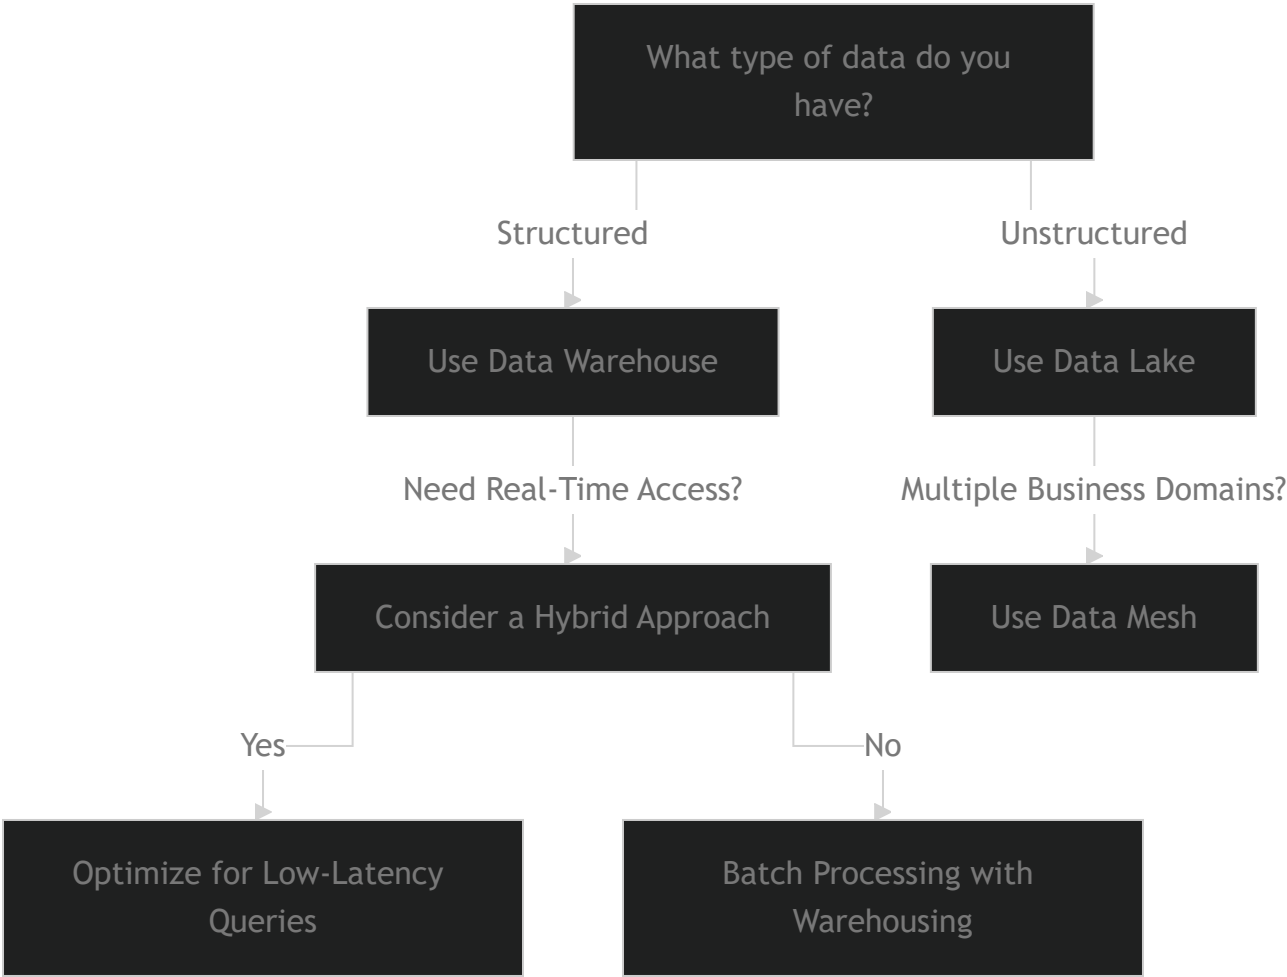 What type of data do you
have?
Structured
Unstructured
Use Data Warehouse
Use Data Lake
Need Real-Time Access?
Multiple Business Domains?
Consider a Hybrid Approach
Use Data Mesh
Yes
No
Optimize for Low-Latency
Queries
Batch Processing with
Warehousing